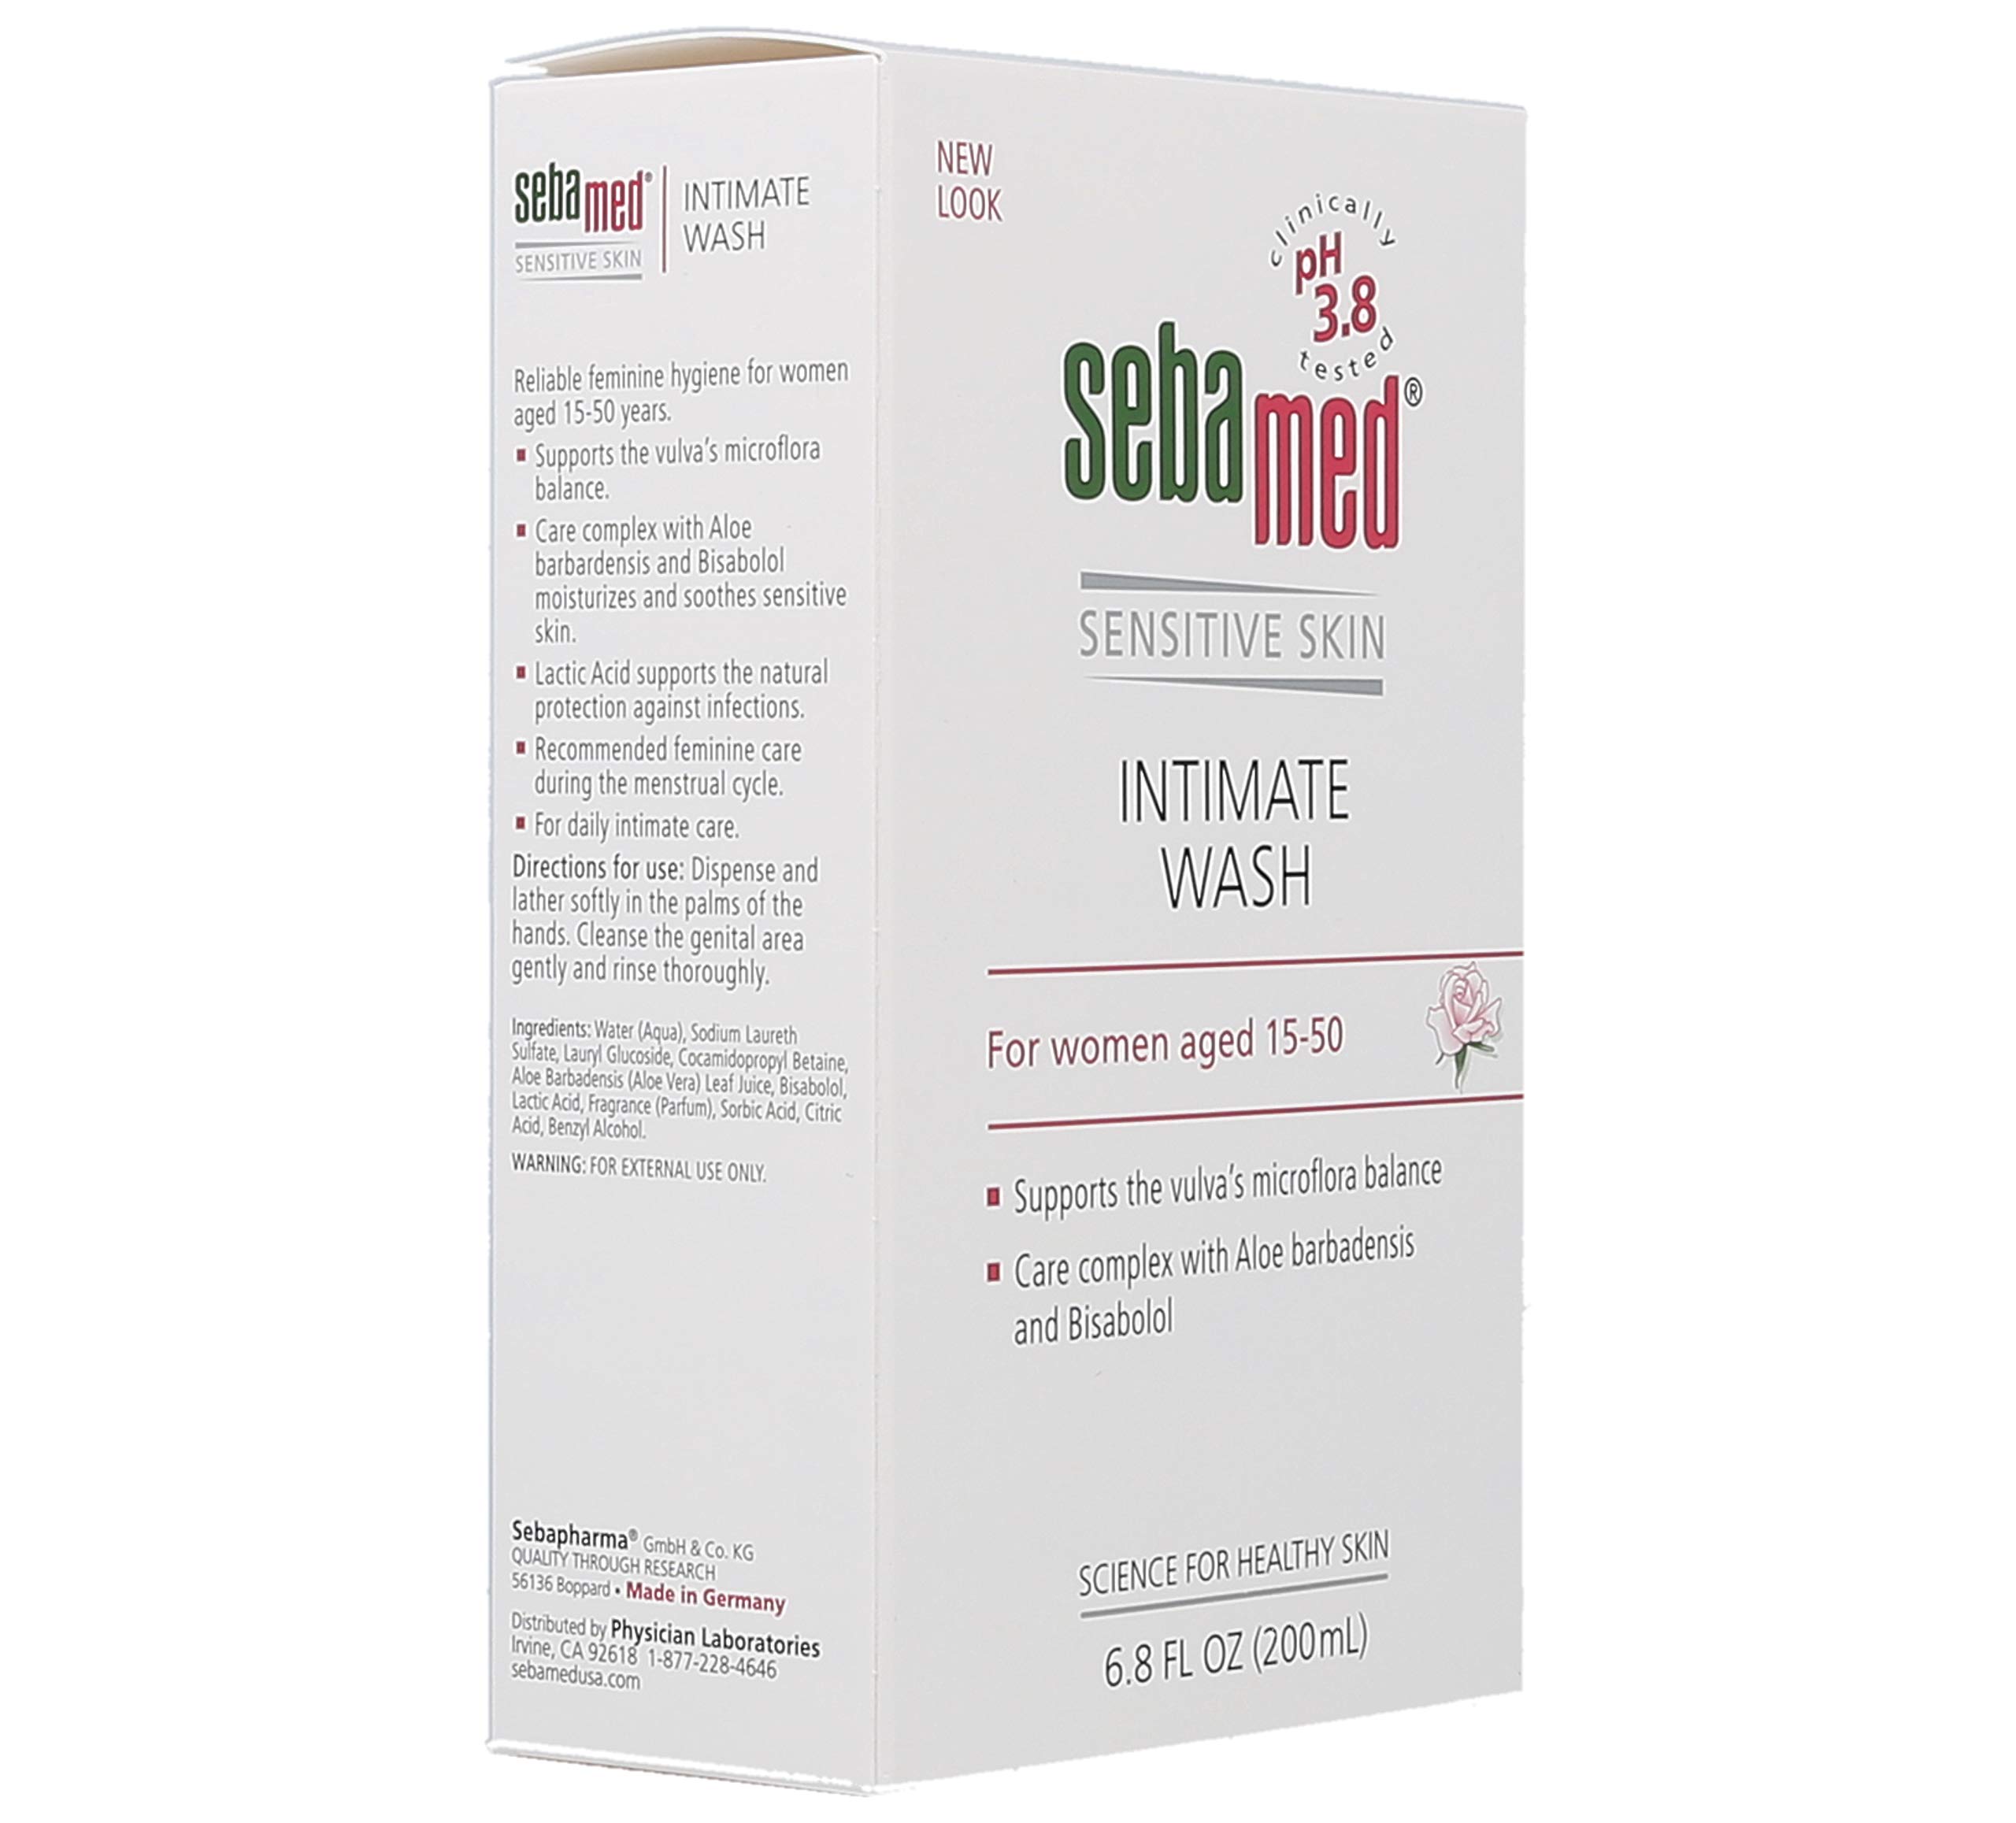 sebamed®
SENSITIVE SKIN
INTIMATE
WASH
Reliable feminine hygiene for women
aged 15-50 years.
▪ Supports the vulva's microflora
balance.
▪ Care complex with Aloe
barbardensis and Bisabolol
moisturizes and soothes sensitive
skin.
▪ Lactic Acid supports the natural
protection against infections.
▪ Recommended feminine care
during the menstrual cycle.
▪ For daily intimate care.
Directions for use: Dispense and
lather softly in the palms of the
hands. Cleanse the genital area
gently and rinse thoroughly.
Ingredients: Water (Aqua), Sodium Laureth
Sulfate, Lauryl Glucoside, Cocamidopropyl Betaine,
Aloe Barbadensis (Aloe Vera) Leaf Juice, Bisabolol,
Lactic Acid, Fragrance (Parfum), Sorbic Acid, Citric
Acid, Benzyl Alcohol.
WARNING: FOR EXTERNAL USE ONLY.
Sebapharma® GmbH & Co. KG
QUALITY THROUGH RESEARCH
56136 Boppard • Made in Germany
Distributed by Physician Laboratories
Irvine, CA 92618 1-877-228-4646
sebamedusa.com
NEW
LOOK
clinically
pH
3.8
tested
sebamed®
SENSITIVE SKIN
INTIMATE
WASH
For women aged 15-50
▪ Supports the vulva's microflora balance
▪ Care complex with Aloe barbadensis
and Bisabolol
SCIENCE FOR HEALTHY SKIN
6.8 FL OZ (200mL)